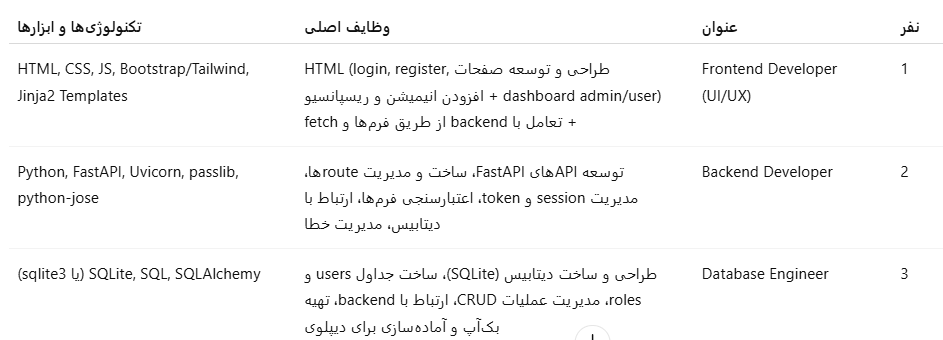 نفر عنوان وظایف اصلی تکنولوژی‌ها و ابزارها
1 Frontend Developer طراحی و توسعه صفحات HTML (login, register, HTML, CSS, JS, Bootstrap/Tailwind,
(UI/UX) dashboard admin/user) + افزودن انیمیشن و ریسپانسیو Jinja2 Templates
+ تعامل با backend از طریق فرم‌ها و fetch
2 Backend Developer توسعه APIهای FastAPI، ساخت و مدیریت routeها، Python, FastAPI, Uvicorn, passlib,
مدیریت session و token، اعتبارسنجی فرم‌ها، ارتباط با python-jose
دیتابیس، مدیریت خطا
3 Database Engineer طراحی و ساخت دیتابیس (SQLite)، ساخت جداول users و SQLite, SQL, SQLAlchemy (یا sqlite3)
roles، مدیریت عملیات CRUD، ارتباط با backend، تهیه
بک‌آپ و آماده‌سازی برای دیپلوی